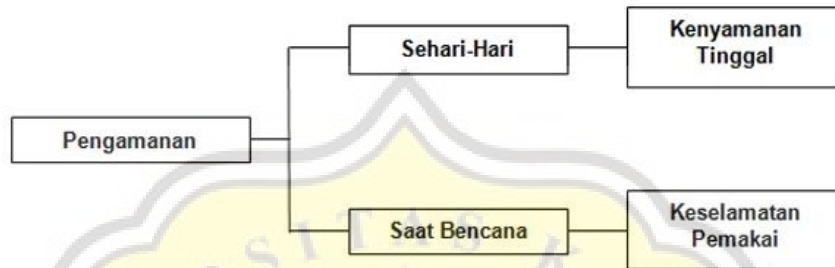 Sehari-Hari
Kenyamanan
Tinggal
Pengamanan
Saat Bencana
Keselamatan
Pemakai